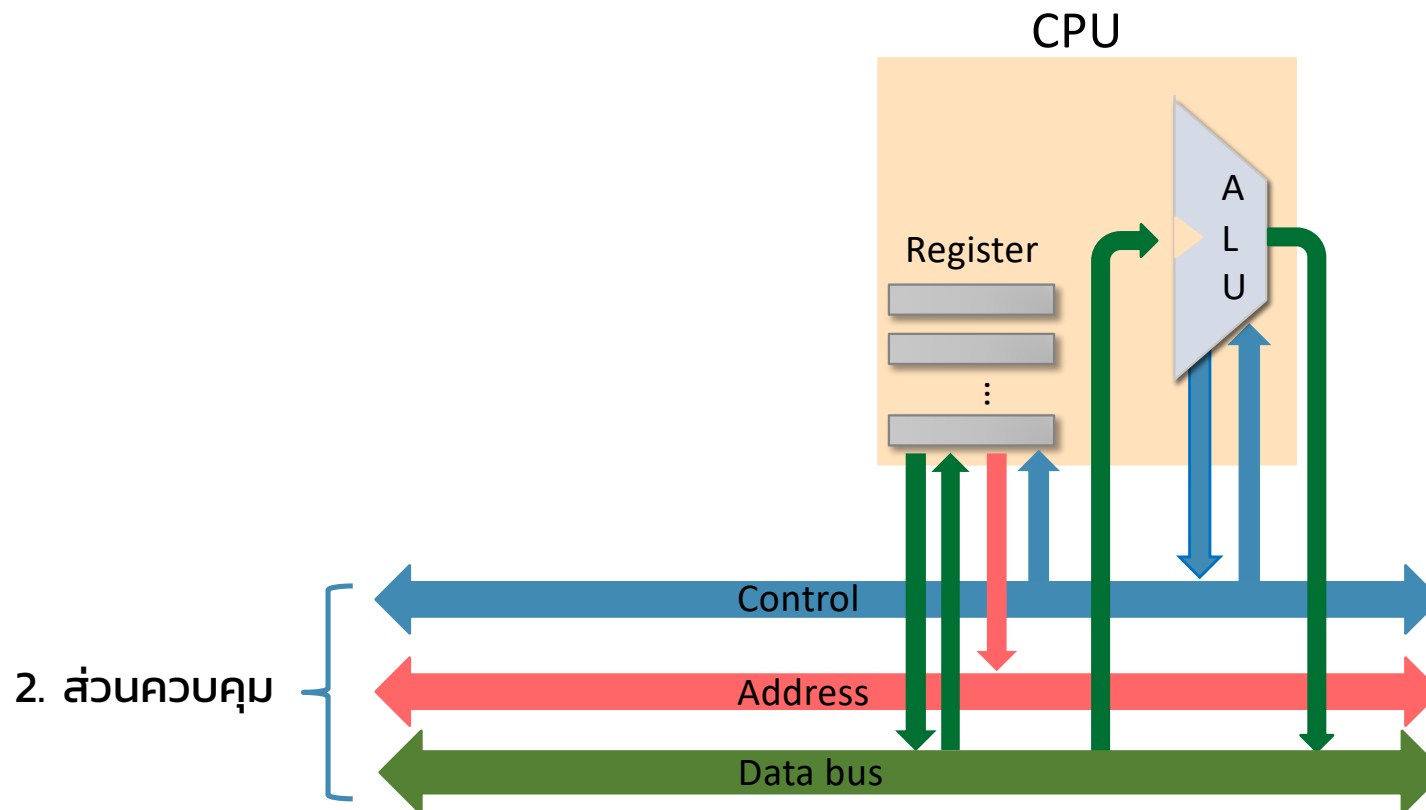 CPU
A
L
U
Register
...
Control
2. ส่วนควบคุม
Address
Data bus